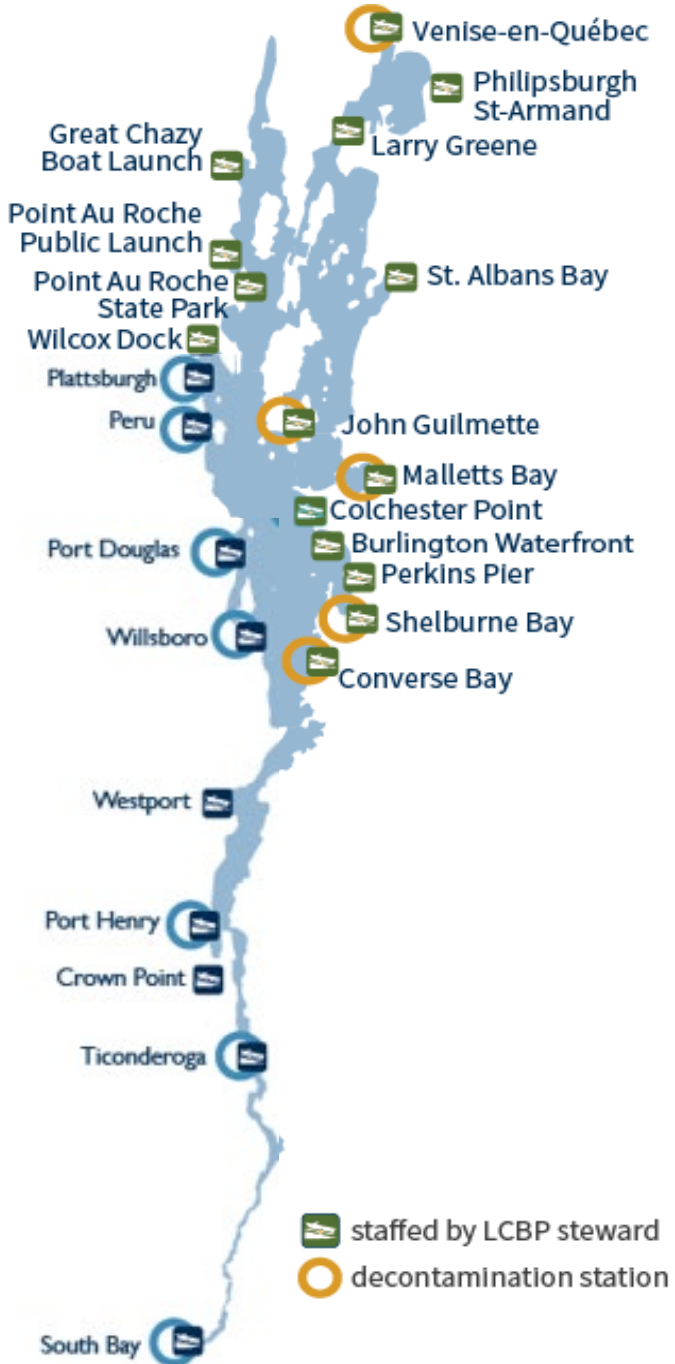 Venise-en-Québec
Philipsburgh
St-Armand
Great Chazy
Boat Launch
Larry Greene
Point Au Roche
Public Launch
Point Au Roche
State Park
St. Albans Bay
Wilcox Dock
Plattsburgh
Peru
John Guilmette
Malletts Bay
Colchester Point
Port Douglas
Burlington Waterfront
Perkins Pier
Willsboro
Shelburne Bay
Converse Bay
Westport
Port Henry
Crown Point
Ticonderoga
staffed by LCBP steward
decontamination station
South Bay